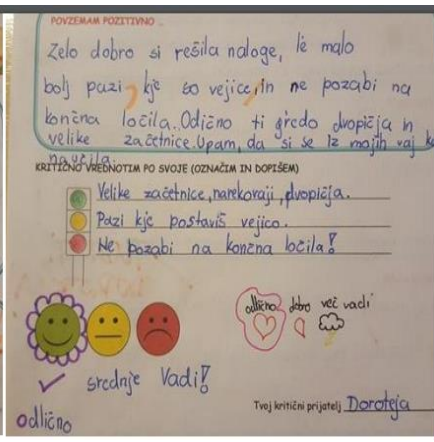 POVZEMAM POZITIVNO ...
Zelo dobro si rešila naloge, le malo
bolj pazi, kje so vejice, in ne pozabi na
končna ločila. Odično ti gredo dvopičja in
velike začetnice. Upam, da si se iz mojih vaj
naučila.
KRITIČNO VREDNOTIM PO SVOJE (OZNAČIM IN DOPIŠEM)
Velike začetnice, narekovaji, dvopičja.
Pazi kje postaviš vejico.
Ne pozabi na končna ločila!
odlično dobro več vadi
srednje Vadi!
odlično
Tvoj kritični prijatelj Doroteja